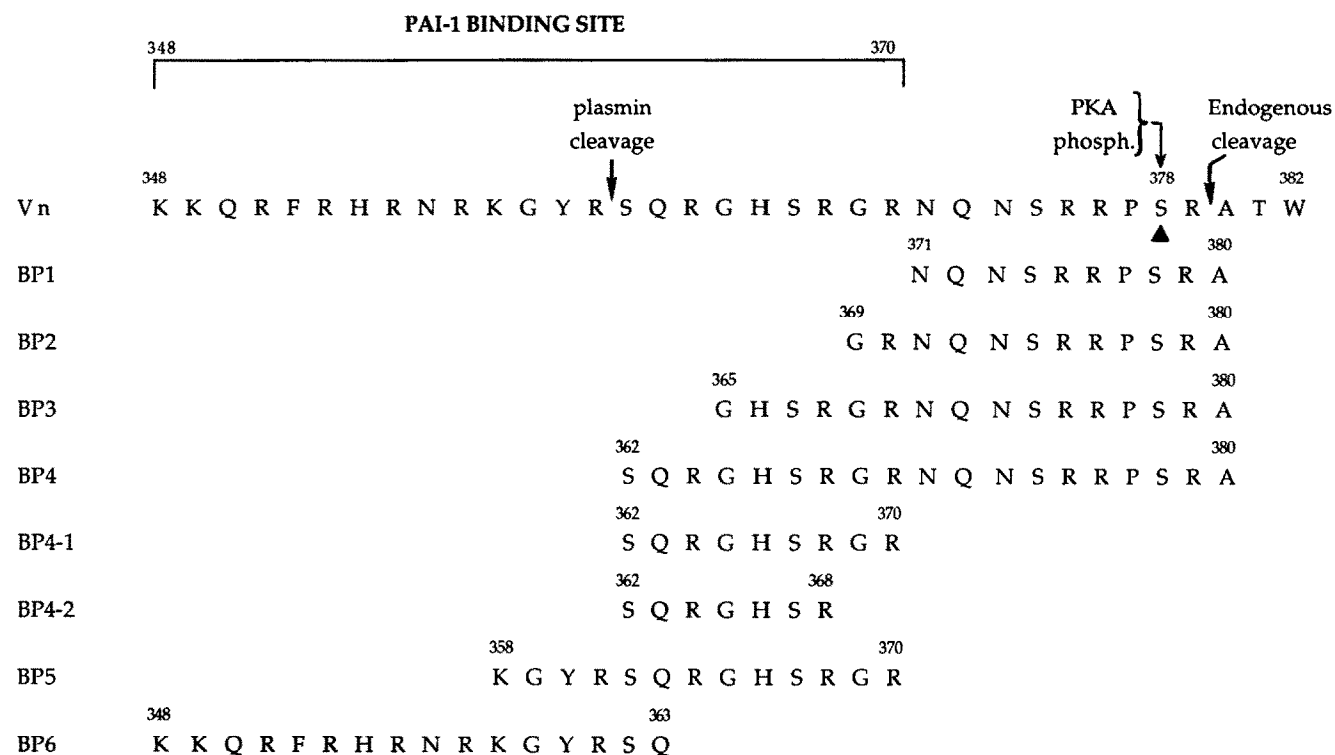 PAI-1 BINDING SITE
348 370
plasmin cleavage
PKA phosph.
Endogenous cleavage
348 378 382
Vn K K Q R F R H R N R K G Y R S Q R G H S R G R N Q N S R R P S R A T W
371 380
BP1 N Q N S R R P S R A
369 380
BP2 G R N Q N S R R P S R A
365 380
BP3 G H S R G R N Q N S R R P S R A
362 380
BP4 S Q R G H S R G R N Q N S R R P S R A
362 370
BP4-1 S Q R G H S R G R
362 368
BP4-2 S Q R G H S R
358 370
BP5 K G Y R S Q R G H S R G R
348 363
BP6 K K Q R F R H R N R K G Y R S Q